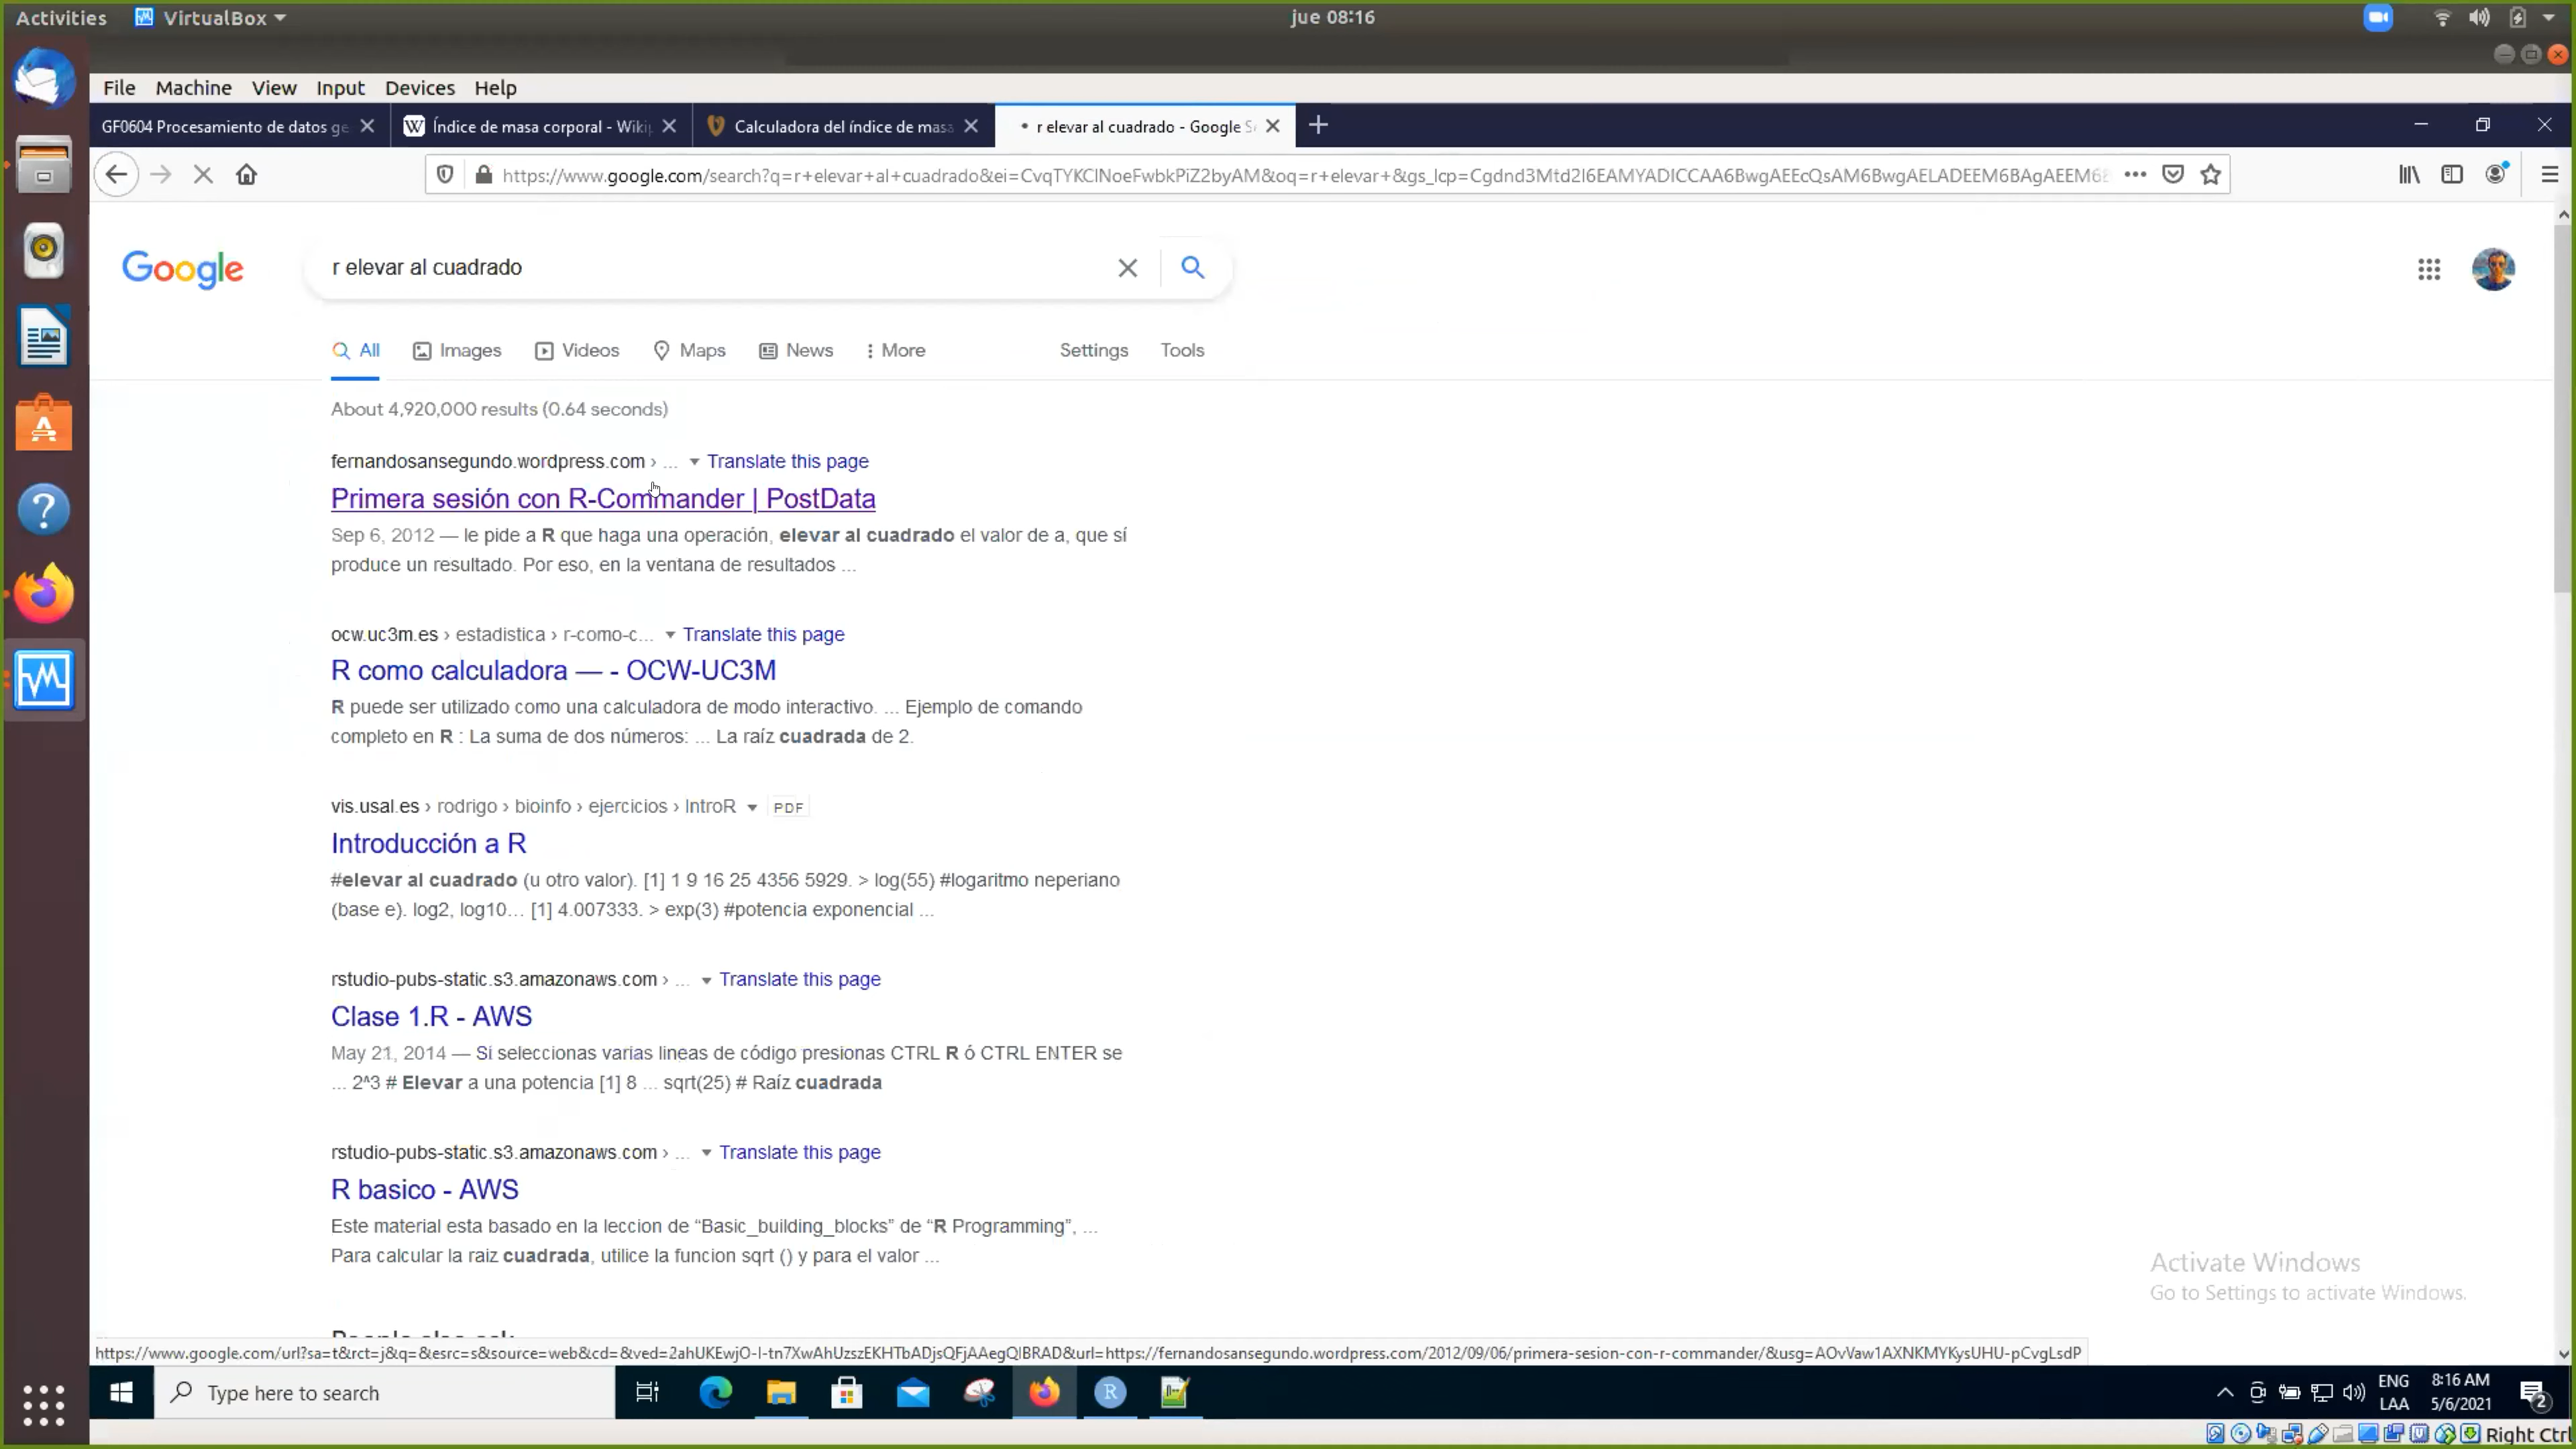 Activities VirtualBox jue 08:16
File Machine View Input Devices Help
GF0604 Procesamiento de datos ge Índice de masa corporal - Wiki Calculadora del índice de masa r elevar al cuadrado - Google S
https://www.google.com/search?q=r+elevar+al+cuadrado&ei=CvqTYKClNoeFwbkPiZ2byAM&oq=r+elevar+&gs_lcp=Cgdnd3Mtd2l6EAMYADICCAA6BwgAEEcQsAM6BwgAELADEEM6BAgAEEM6
Google r elevar al cuadrado
All Images Videos Maps News More Settings Tools
About 4,920,000 results (0.64 seconds)
fernandosansegundo.wordpress.com › ... Translate this page
Primera sesión con R-Commander | PostData
Sep 6, 2012 — le pide a R que haga una operación, elevar al cuadrado el valor de a, que sí
produce un resultado. Por eso, en la ventana de resultados ...
ocw.uc3m.es › estadistica › r-como-c... Translate this page
R como calculadora — - OCW-UC3M
R puede ser utilizado como una calculadora de modo interactivo. ... Ejemplo de comando
completo en R : La suma de dos números: ... La raíz cuadrada de 2.
vis.usal.es › rodrigo › bioinfo › ejercicios › IntroR PDF
Introducción a R
#elevar al cuadrado (u otro valor). [1] 1 9 16 25 4356 5929. > log(55) #logaritmo neperiano
(base e). log2, log10... [1] 4.007333. > exp(3) #potencia exponencial ...
rstudio-pubs-static.s3.amazonaws.com › ... Translate this page
Clase 1.R - AWS
May 21, 2014 — Si seleccionas varias lineas de código presionas CTRL R ó CTRL ENTER se
... 2^3 # Elevar a una potencia [1] 8 ... sqrt(25) # Raíz cuadrada
rstudio-pubs-static.s3.amazonaws.com › ... Translate this page
R basico - AWS
Este material esta basado en la leccion de “Basic_building_blocks” de “R Programming”, ...
Para calcular la raiz cuadrada, utilice la funcion sqrt () y para el valor ...
Activate Windows
Go to Settings to activate Windows.
People also ask
https://www.google.com/url?sa=t&rct=j&q=&esrc=s&source=web&cd=&ved=2ahUKEwjO-l-tn7XwAhUzszEKHTbADjsQFjAAegQIBRAD&url=https://fernandosansegundo.wordpress.com/2012/09/06/primera-sesion-con-r-commander/&usg=AOvVaw1AXNKMYKysUHU-pCvgLsdP
Type here to search ENG 8:16 AM
LAA 5/6/2021 2
Right Ctrl